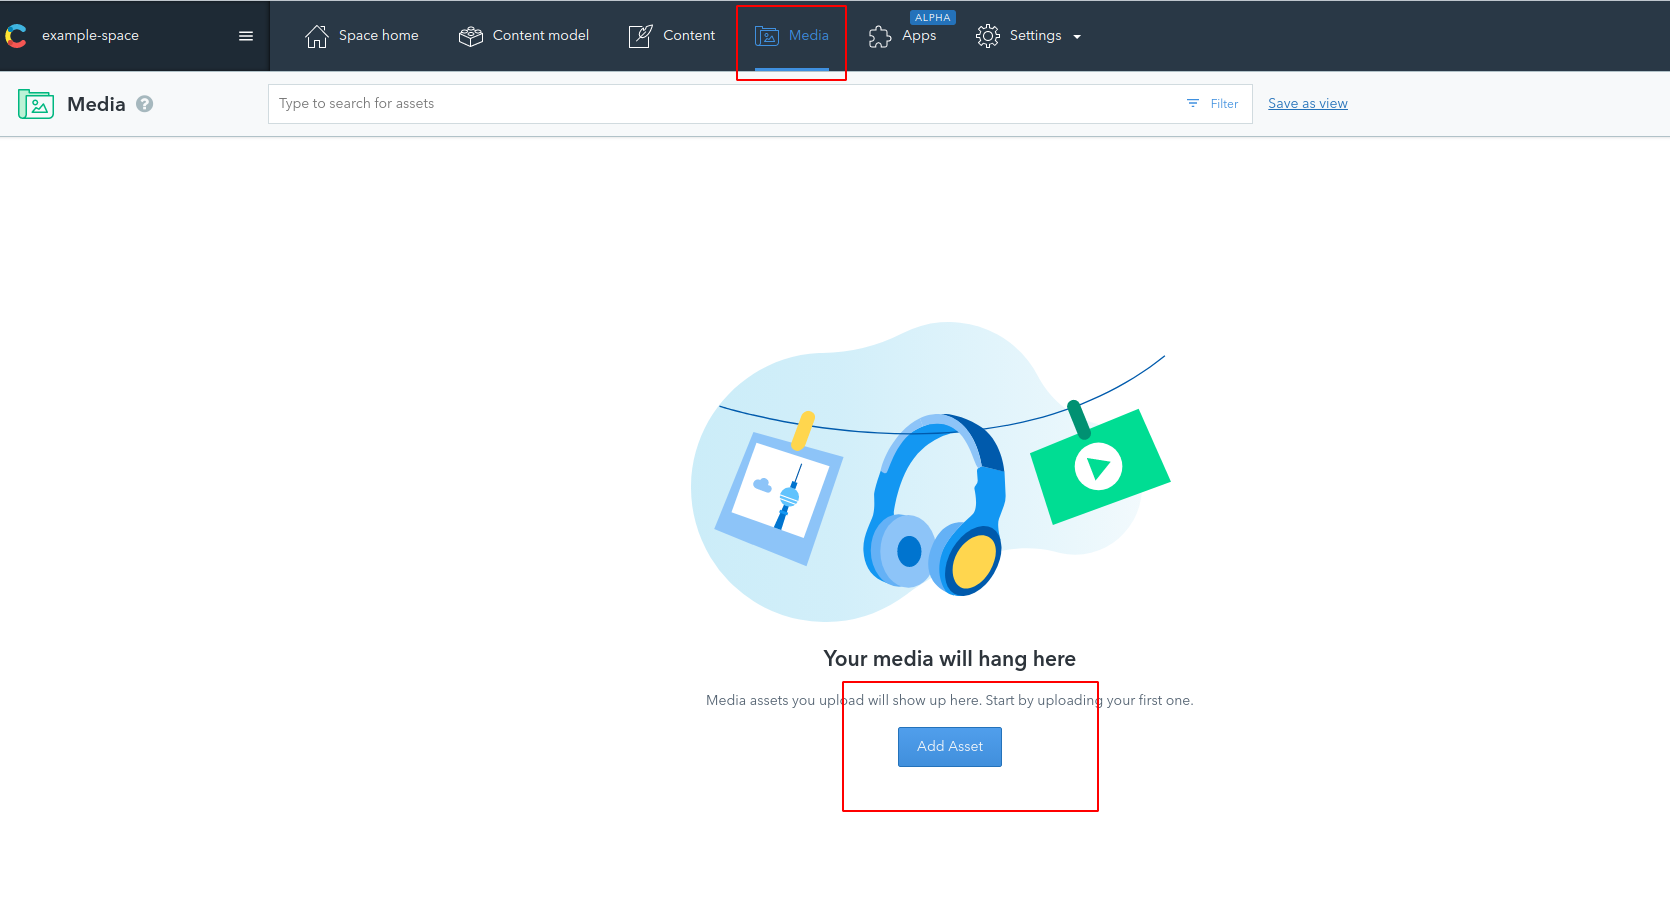 ALPHA
example-space Space home Content model Content Media Apps Settings
Media ? Type to search for assets Filter Save as view
Your media will hang here
Media assets you upload will show up here. Start by uploading your first one.
Add Asset